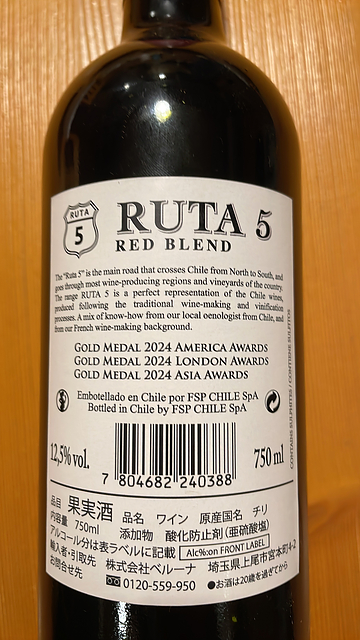 RUTA
5
RUTA 5
RED BLEND
The "Ruta 5" is the main road that crosses Chile from North to South, and
goes through most wine-producing regions and vineyards of the country.
The range RUTA 5 is a perfect representation of the Chile wines,
produced following the traditional wine-making and vinification
processes. A mix of know-how from our local oenologist from Chile, and
from our French wine-making background.
GOLD MEDAL 2024 AMERICA AWARDS
GOLD MEDAL 2024 LONDON AWARDS
GOLD MEDAL 2024 ASIA AWARDS
Embotellado en Chile por FSP CHILE SpA
Bottled in Chile by FSP CHILE SpA
CONTAINS SULPHITES / CONTIENE SULFITOS
12,5% vol.
750 ml
7 804682 240388
品目 果実酒 品名 ワイン 原産国名 チリ
内容量 750ml 添加物 酸化防止剤(亜硫酸塩)
アルコール分は表ラベルに記載 Alc%:on FRONT LABEL
輸入者・引取先 株式会社ベルーナ 埼玉県上尾市宮本町4-2
お問合せ先 0120-559-950 ●お酒は20歳を過ぎてから